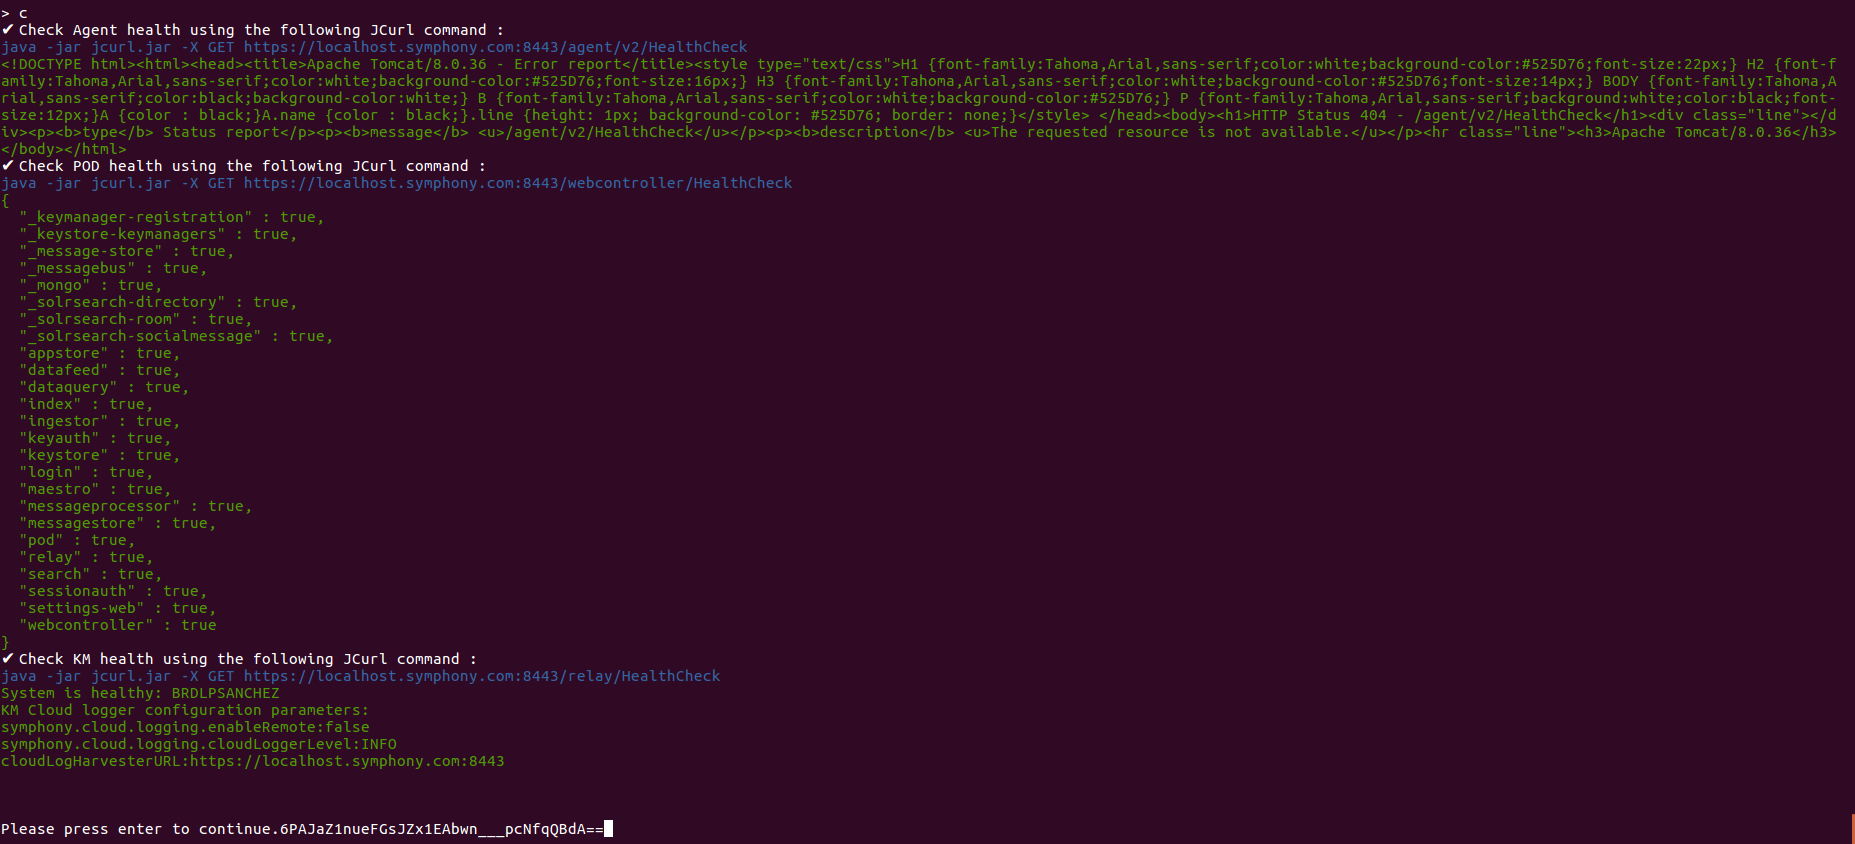 > c
✔ Check Agent health using the following JCurl command :
java -jar jcurl.jar -X GET https://localhost.symphony.com:8443/agent/v2/HealthCheck
<!DOCTYPE html><html><head><title>Apache Tomcat/8.0.36 - Error report</title><style type="text/css">H1 {font-family:Tahoma,Arial,sans-serif;color:white;background-color:#525D76;font-size:22px;} H2 {font-f
amily:Tahoma,Arial,sans-serif;color:white;background-color:#525D76;font-size:16px;} H3 {font-family:Tahoma,Arial,sans-serif;color:white;background-color:#525D76;font-size:14px;} BODY {font-family:Tahoma,A
rial,sans-serif;color:black;background-color:white;} B {font-family:Tahoma,Arial,sans-serif;color:white;background-color:#525D76;} P {font-family:Tahoma,Arial,sans-serif;background:white;color:black;font-
size:12px;}A {color : black;}A.name {color : black;}.line {height: 1px; background-color: #525D76; border: none;}</style> </head><body><h1>HTTP Status 404 - /agent/v2/HealthCheck</h1><div class="line"></d
iv><p><b>type</b> Status report</p><p><b>message</b> <u>/agent/v2/HealthCheck</u></p><p><b>description</b> <u>The requested resource is not available.</u></p><hr class="line"><h3>Apache Tomcat/8.0.36</h3>
</body></html>
✔ Check POD health using the following JCurl command :
java -jar jcurl.jar -X GET https://localhost.symphony.com:8443/webcontroller/HealthCheck
{
  "_keymanager-registration" : true,
  "_keystore-keymanagers" : true,
  "_message-store" : true,
  "_messagebus" : true,
  "_mongo" : true,
  "_solrsearch-directory" : true,
  "_solrsearch-room" : true,
  "_solrsearch-socialmessage" : true,
  "appstore" : true,
  "datafeed" : true,
  "dataquery" : true,
  "index" : true,
  "ingestor" : true,
  "keyauth" : true,
  "keystore" : true,
  "login" : true,
  "maestro" : true,
  "messageprocessor" : true,
  "messagestore" : true,
  "pod" : true,
  "relay" : true,
  "search" : true,
  "sessionauth" : true,
  "settings-web" : true,
  "webcontroller" : true
}
✔ Check KM health using the following JCurl command :
java -jar jcurl.jar -X GET https://localhost.symphony.com:8443/relay/HealthCheck
System is healthy: BRDLPSANCHEZ
KM Cloud logger configuration parameters:
symphony.cloud.logging.enableRemote:false
symphony.cloud.logging.cloudLoggerLevel:INFO
cloudLogHarvesterURL:https://localhost.symphony.com:8443
Please press enter to continue.6PAJaZ1nueFGsJZx1EAbwn___pcNfqQBdA==